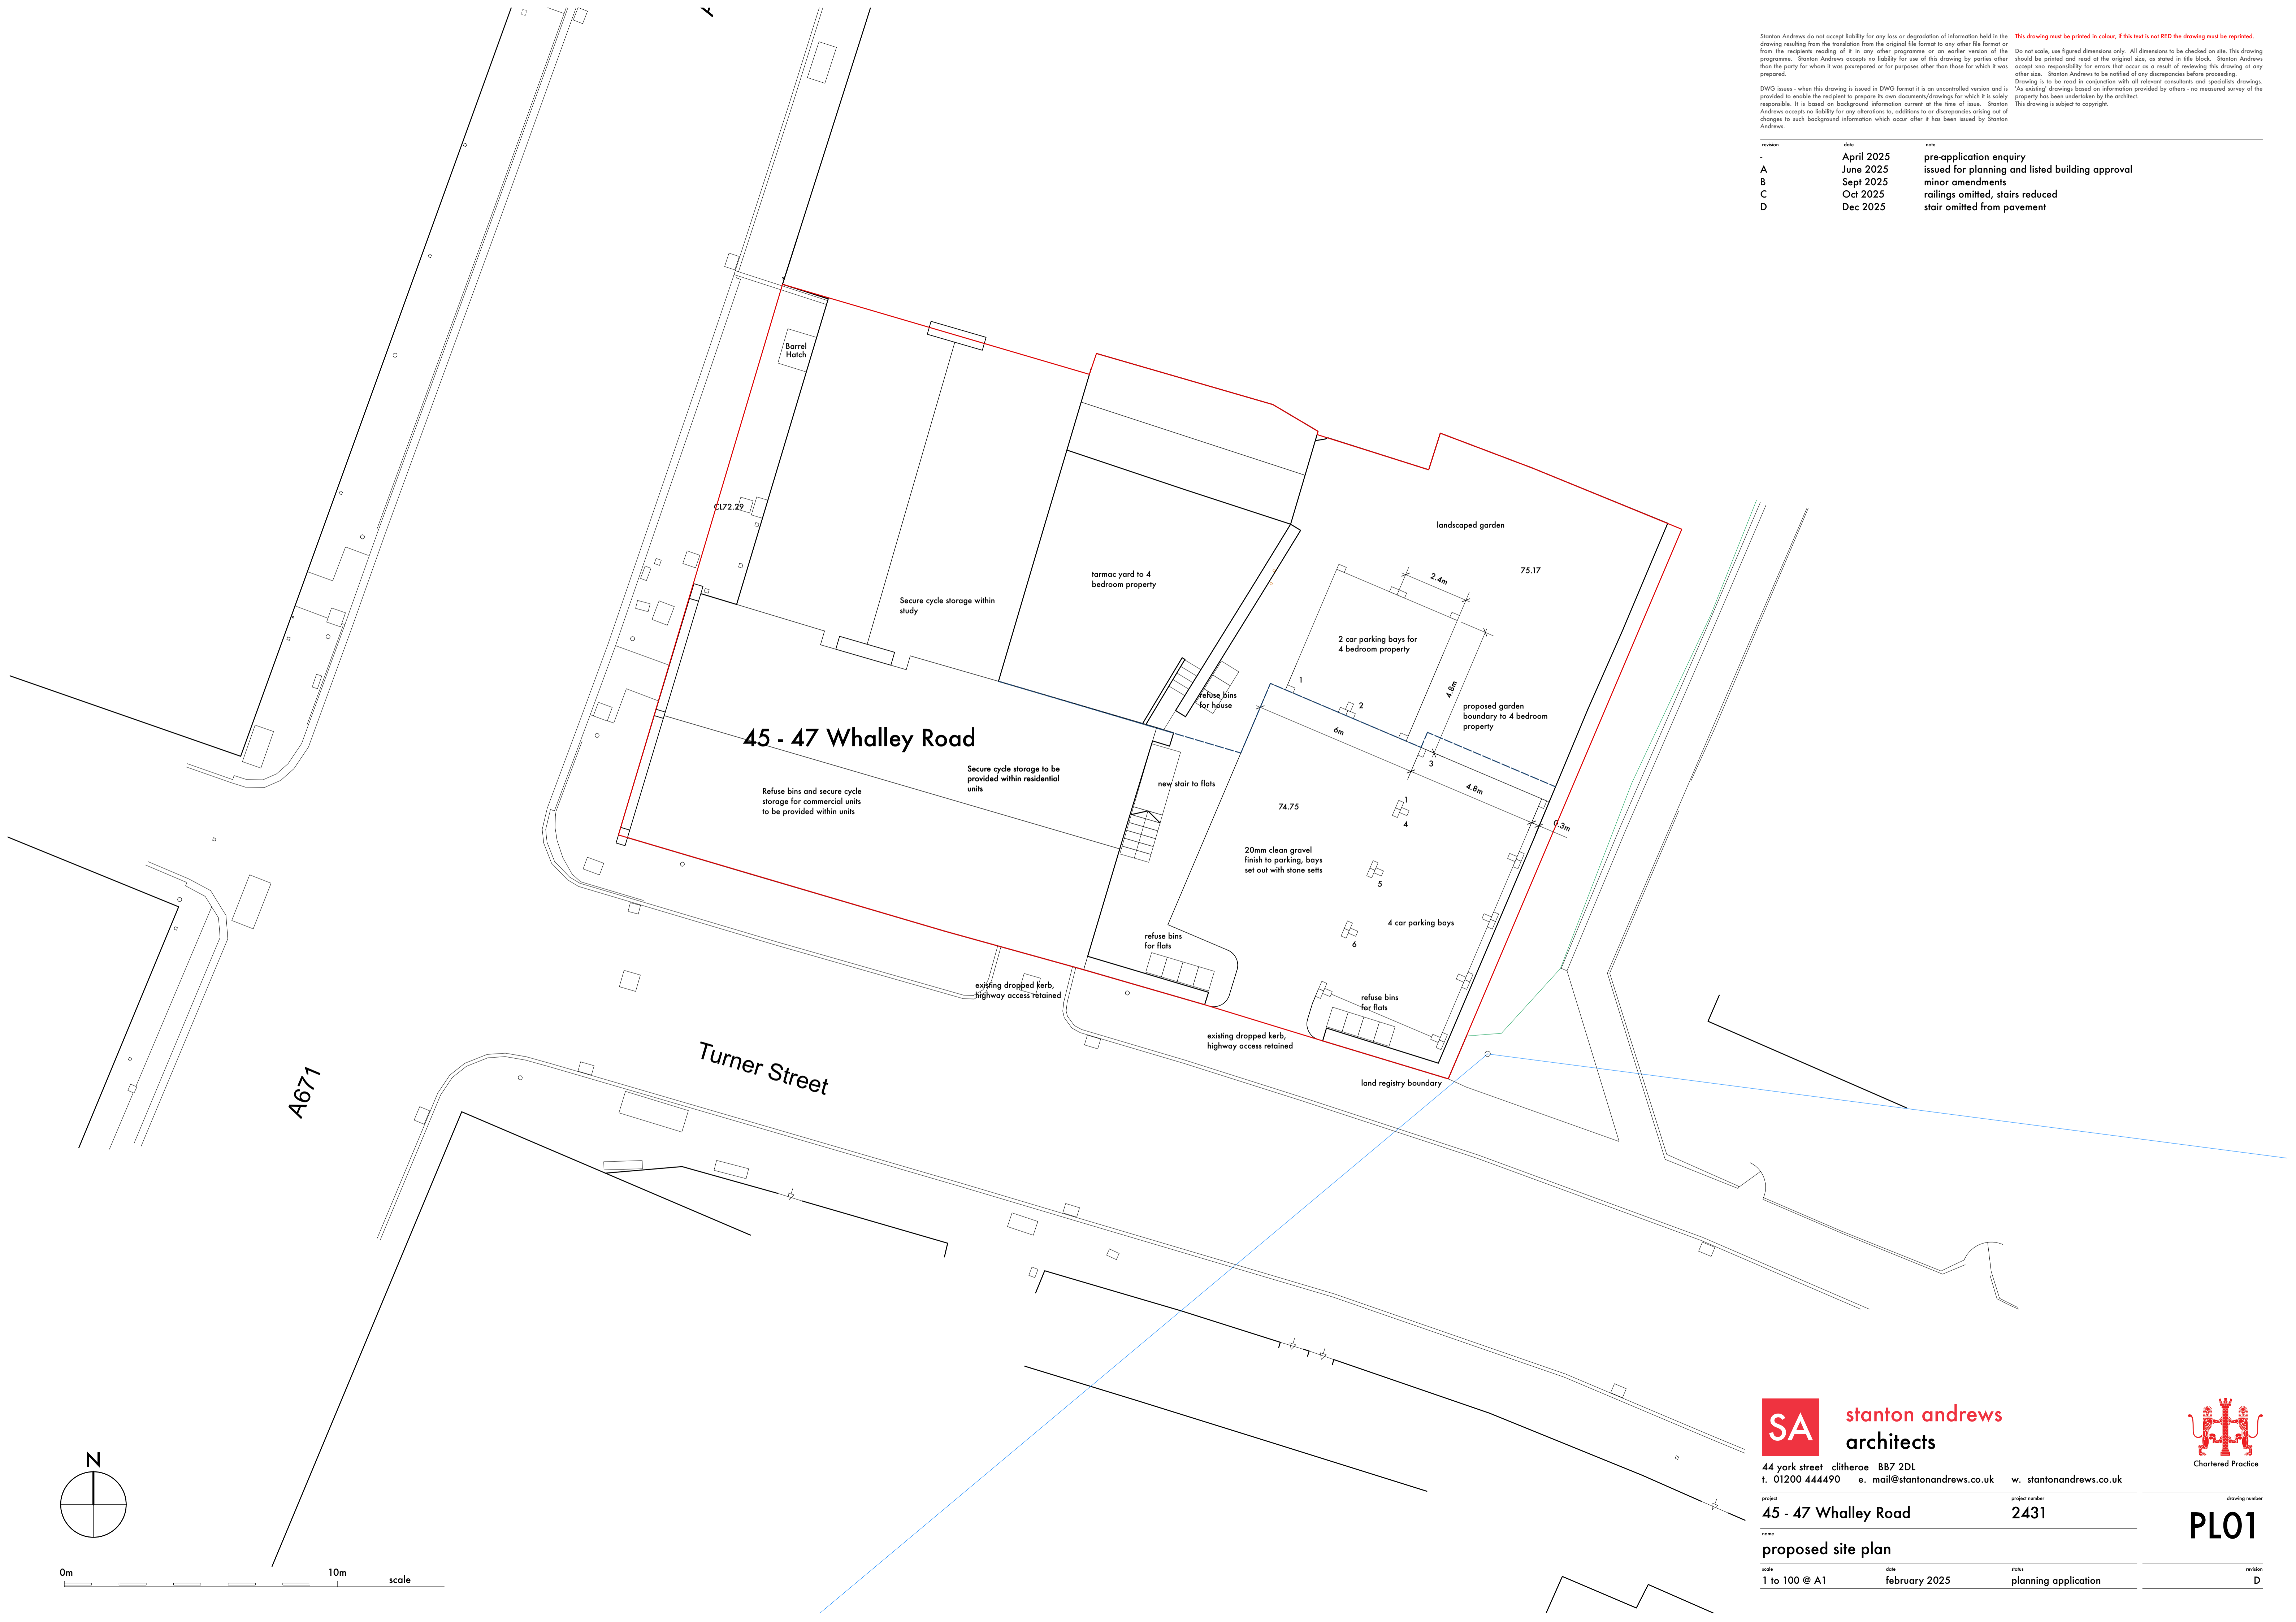 Stanton Andrews do not accept liability for any loss or degradation of information held in the
drawing resulting from the translation from the original file format to any other file format or
from the recipients reading of it in any other programme or an earlier version of the
programme. Stanton Andrews accepts no liability for use of this drawing by parties other
than the party for whom it was pxxrepared or for purposes other than those for which it was
prepared.
DWG issues - when this drawing is issued in DWG format it is an uncontrolled version and is
provided to enable the recipient to prepare its own documents/drawings for which it is solely
responsible. It is based on background information current at the time of issue. Stanton
Andrews accepts no liability for any alterations to, additions to or discrepancies arising out of
changes to such background information which occur after it has been issued by Stanton
Andrews.
This drawing must be printed in colour, if this text is not RED the drawing must be reprinted.
Do not scale, use figured dimensions only. All dimensions to be checked on site. This drawing
should be printed and read at the original size, as stated in title block. Stanton Andrews
accept xno responsibility for errors that occur as a result of reviewing this drawing at any
other size. Stanton Andrews to be notified of any discrepancies before proceeding.
Drawing is to be read in conjunction with all relevant consultants and specialists drawings.
'As existing' drawings based on information provided by others - no measured survey of the
property has been undertaken by the architect.
This drawing is subject to copyright.
revision date note
- April 2025 pre-application enquiry
A June 2025 issued for planning and listed building approval
B Sept 2025 minor amendments
C Oct 2025 railings omitted, stairs reduced
D Dec 2025 stair omitted from pavement
Barrel
Hatch
CL72.29
landscaped garden
75.17
tarmac yard to 4
bedroom property
Secure cycle storage within
study
2.4m
2 car parking bays for
4 bedroom property
1
refuse bins
for house
2
4.8m
proposed garden
boundary to 4 bedroom
property
6m
3
45 - 47 Whalley Road
Secure cycle storage to be
provided within residential
units
new stair to flats
Refuse bins and secure cycle
storage for commercial units
to be provided within units
74.75
4.8m
1
4
0.3m
20mm clean gravel
finish to parking, bays
set out with stone setts
5
4 car parking bays
6
refuse bins
for flats
existing dropped kerb,
highway access retained
refuse bins
for flats
existing dropped kerb,
highway access retained
land registry boundary
Turner Street
A671
N
0m 10m scale
SA
stanton andrews
architects
Chartered Practice
44 york street clitheroe BB7 2DL
t. 01200 444490 e. mail@stantonandrews.co.uk w. stantonandrews.co.uk
project project number drawing number
45 - 47 Whalley Road 2431 PL01
name
proposed site plan
scale date status revision
1 to 100 @ A1 february 2025 planning application D